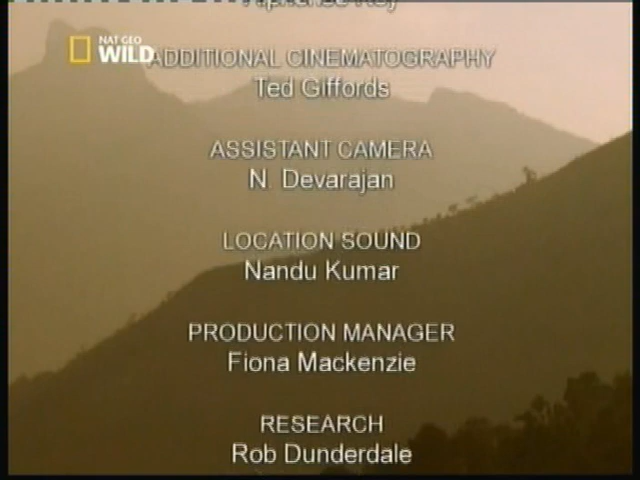 NAT GEO
WILD
ADDITIONAL CINEMATOGRAPHY
Ted Giffords
ASSISTANT CAMERA
N. Devarajan
LOCATION SOUND
Nandu Kumar
PRODUCTION MANAGER
Fiona Mackenzie
RESEARCH
Rob Dunderdale